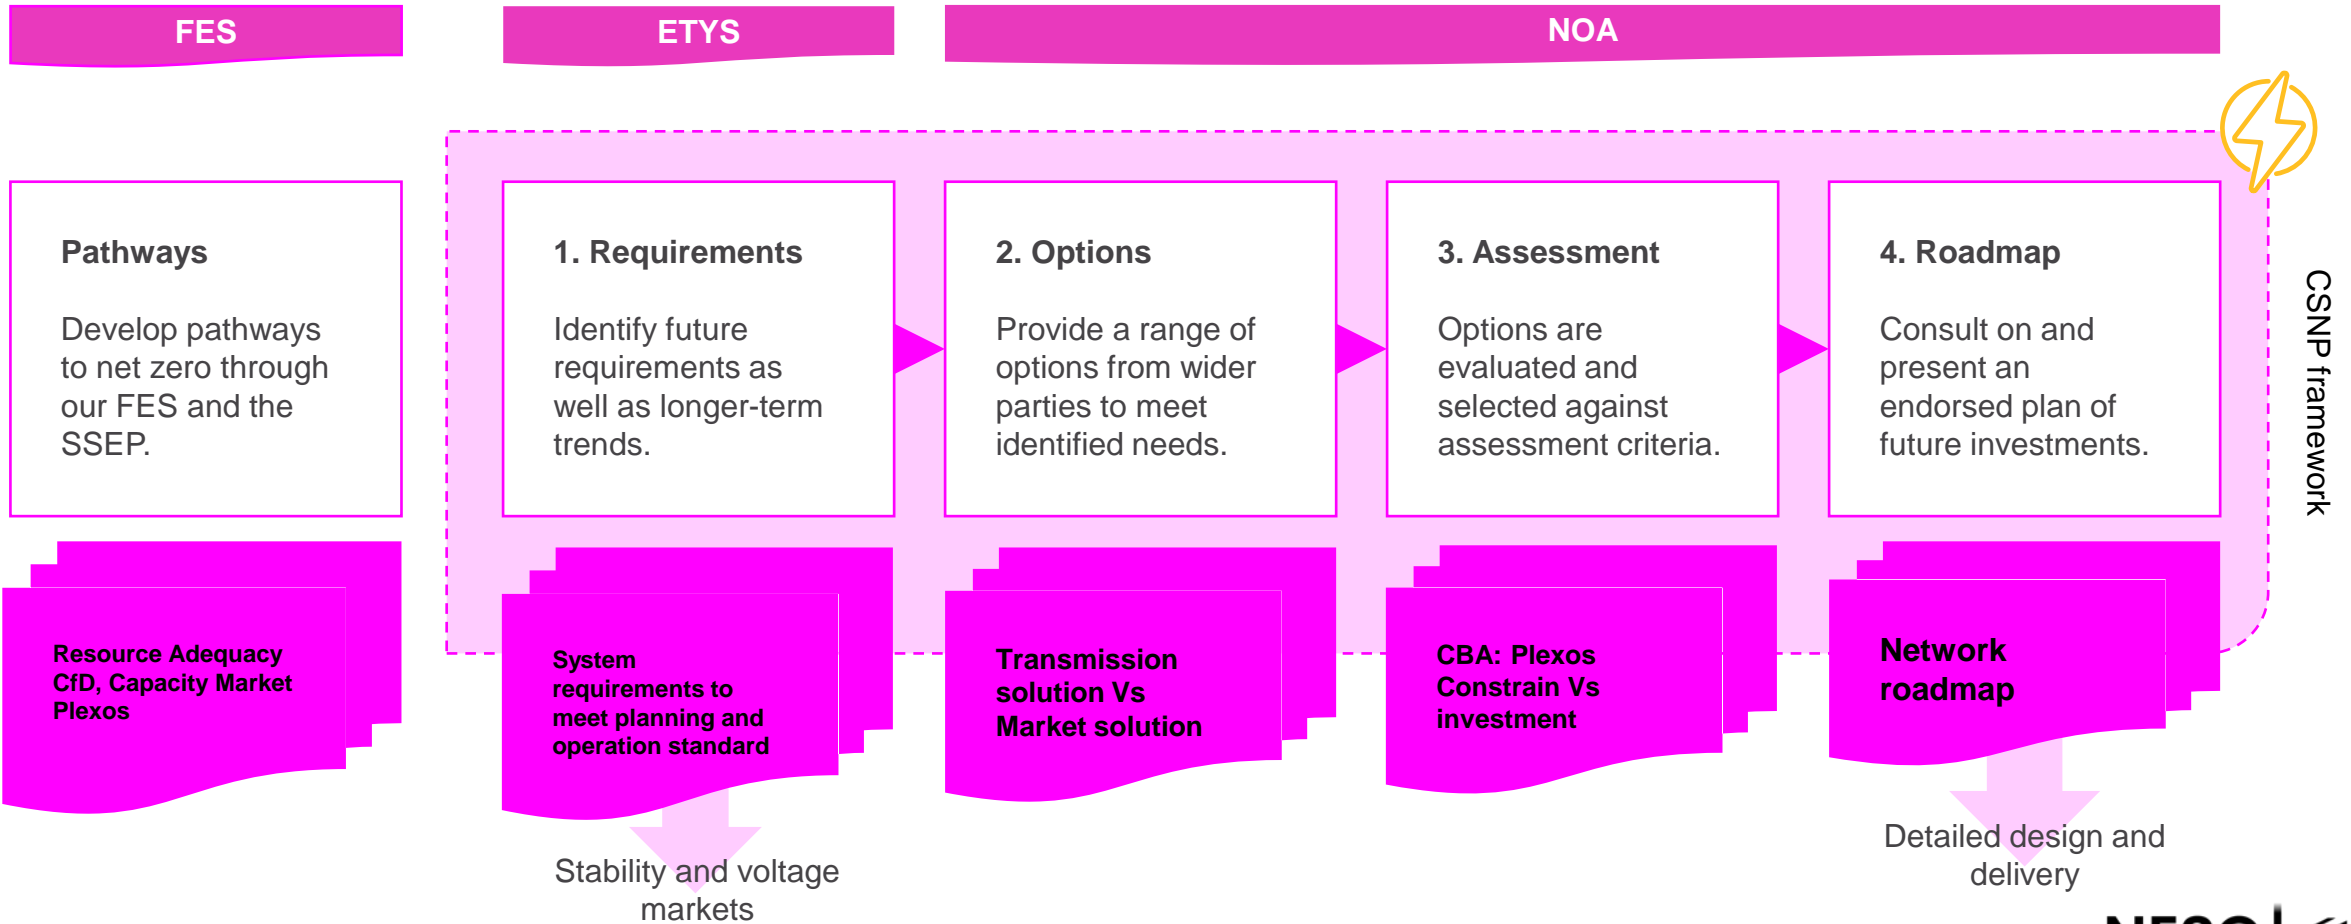 FES
ETYS
NOA
Pathways
Develop pathways
to net zero through
our FES and the
SSEP.
1. Requirements
Identify future
requirements as
well as longer-term
trends.
2. Options
Provide a range of
options from wider
parties to meet
identified needs.
3. Assessment
Options are
evaluated and
selected against
assessment criteria.
4. Roadmap
Consult on and
present an
endorsed plan of
future investments.
CSNP framework
Resource Adequacy
CfD, Capacity Market
Plexos
System
requirements to
meet planning and
operation standard
Transmission
solution Vs
Market solution
CBA: Plexos
Constrain Vs
investment
Network
roadmap
Stability and voltage
markets
Detailed design and
delivery